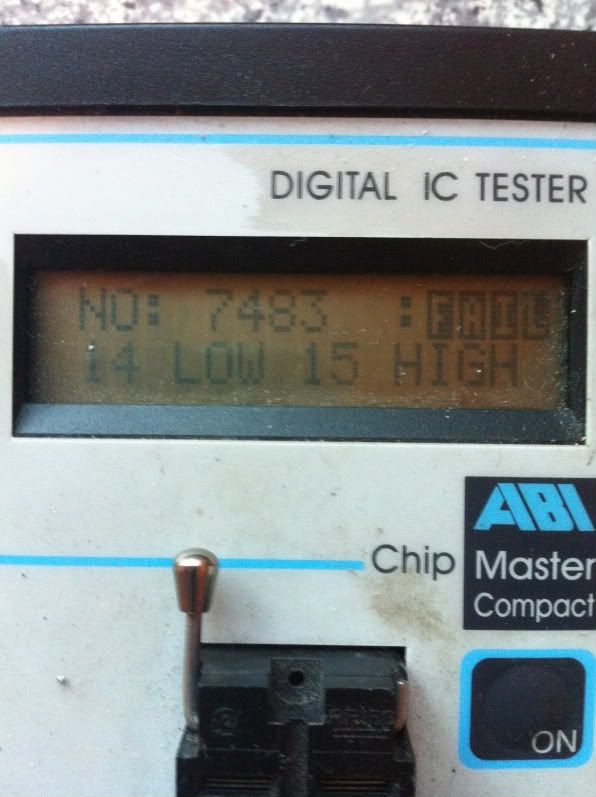 DIGITAL IC TESTER
NO: 7483 :FAIL
14 LOW 15 HIGH
ABI
Chip Master
Compact
ON